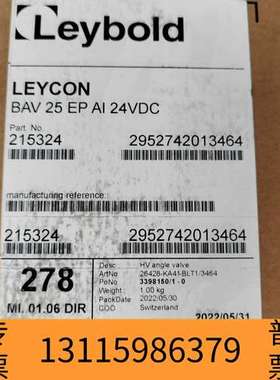 Leybold
LEYCON
BAV 25 EP Al 24VDC
Part. No.
215324 2952742013464
manufacturing reference:
215324 2952742013464
278
MI. 01.06 DIR
Desc. HV angle valve
ArtNo 26428-KA41-BLT1/3464
PoNo 3398150/1 - 0
Weight: 1.00 kg
PackDate 2022/05/30
COO Switzerland
2022/05/31
13115986379